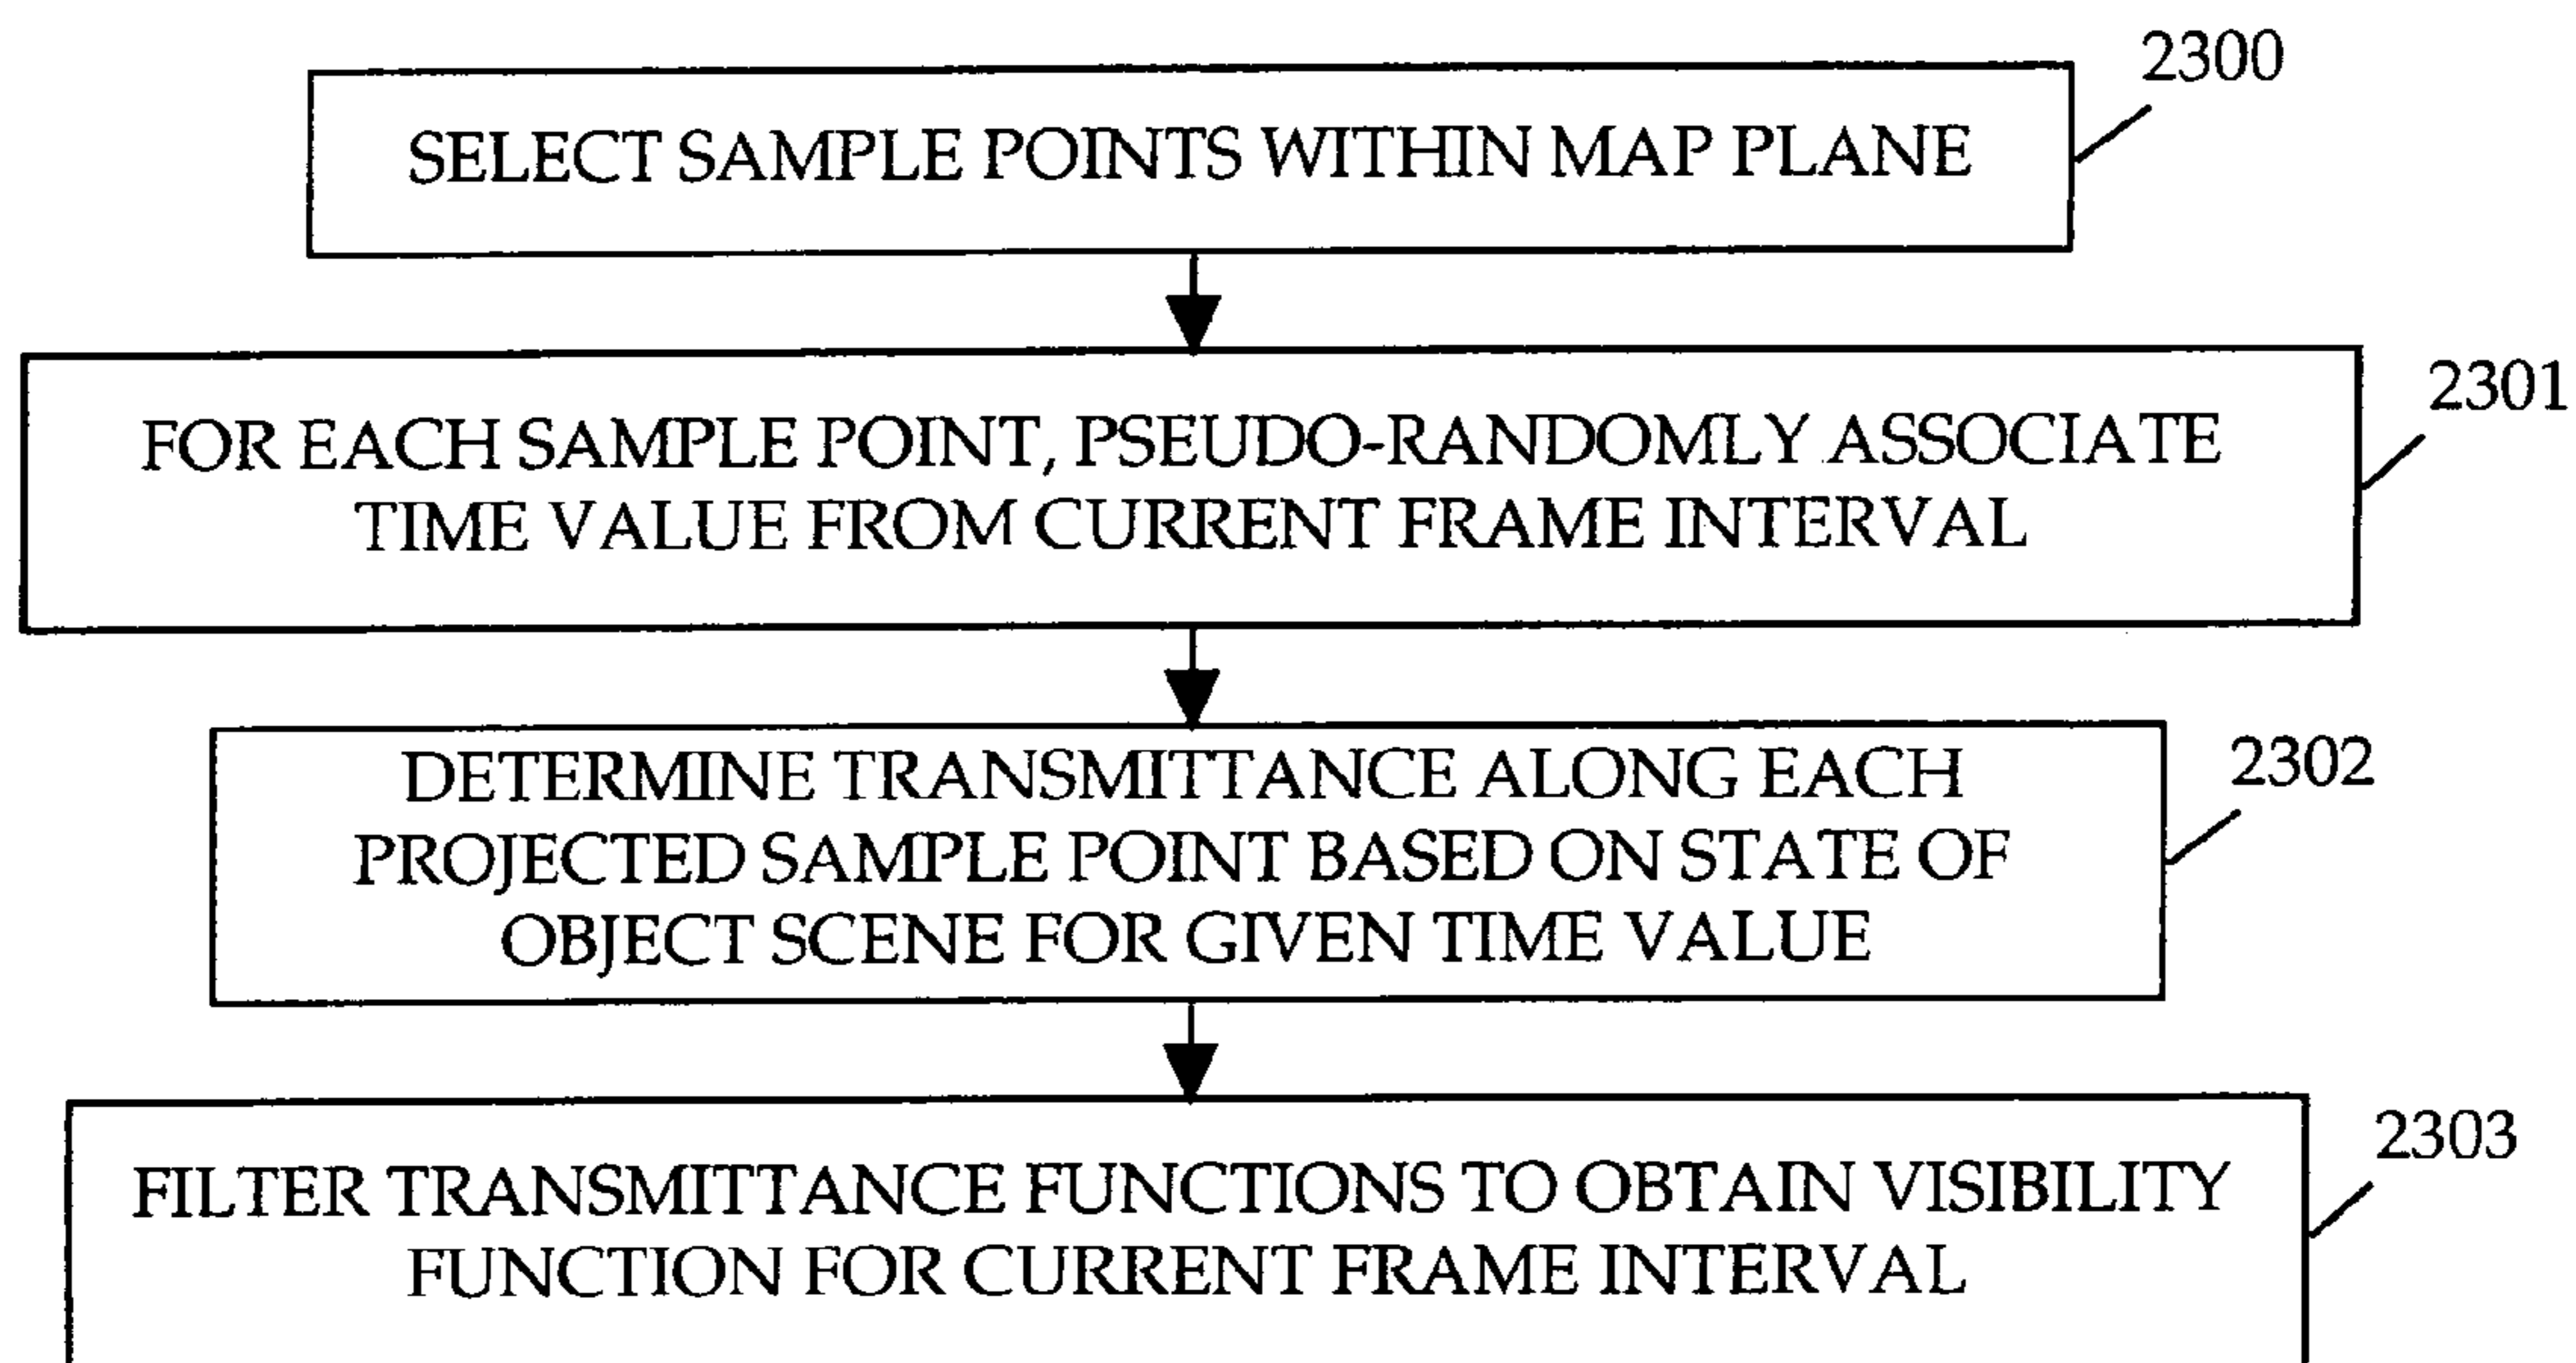 2300
SELECT SAMPLE POINTS WITHIN MAP PLANE
2301
FOR EACH SAMPLE POINT, PSEUDO-RANDOMLY ASSOCIATE
TIME VALUE FROM CURRENT FRAME INTERVAL
2302
DETERMINE TRANSMITTANCE ALONG EACH
PROJECTED SAMPLE POINT BASED ON STATE OF
OBJECT SCENE FOR GIVEN TIME VALUE
2303
FILTER TRANSMITTANCE FUNCTIONS TO OBTAIN VISIBILITY
FUNCTION FOR CURRENT FRAME INTERVAL